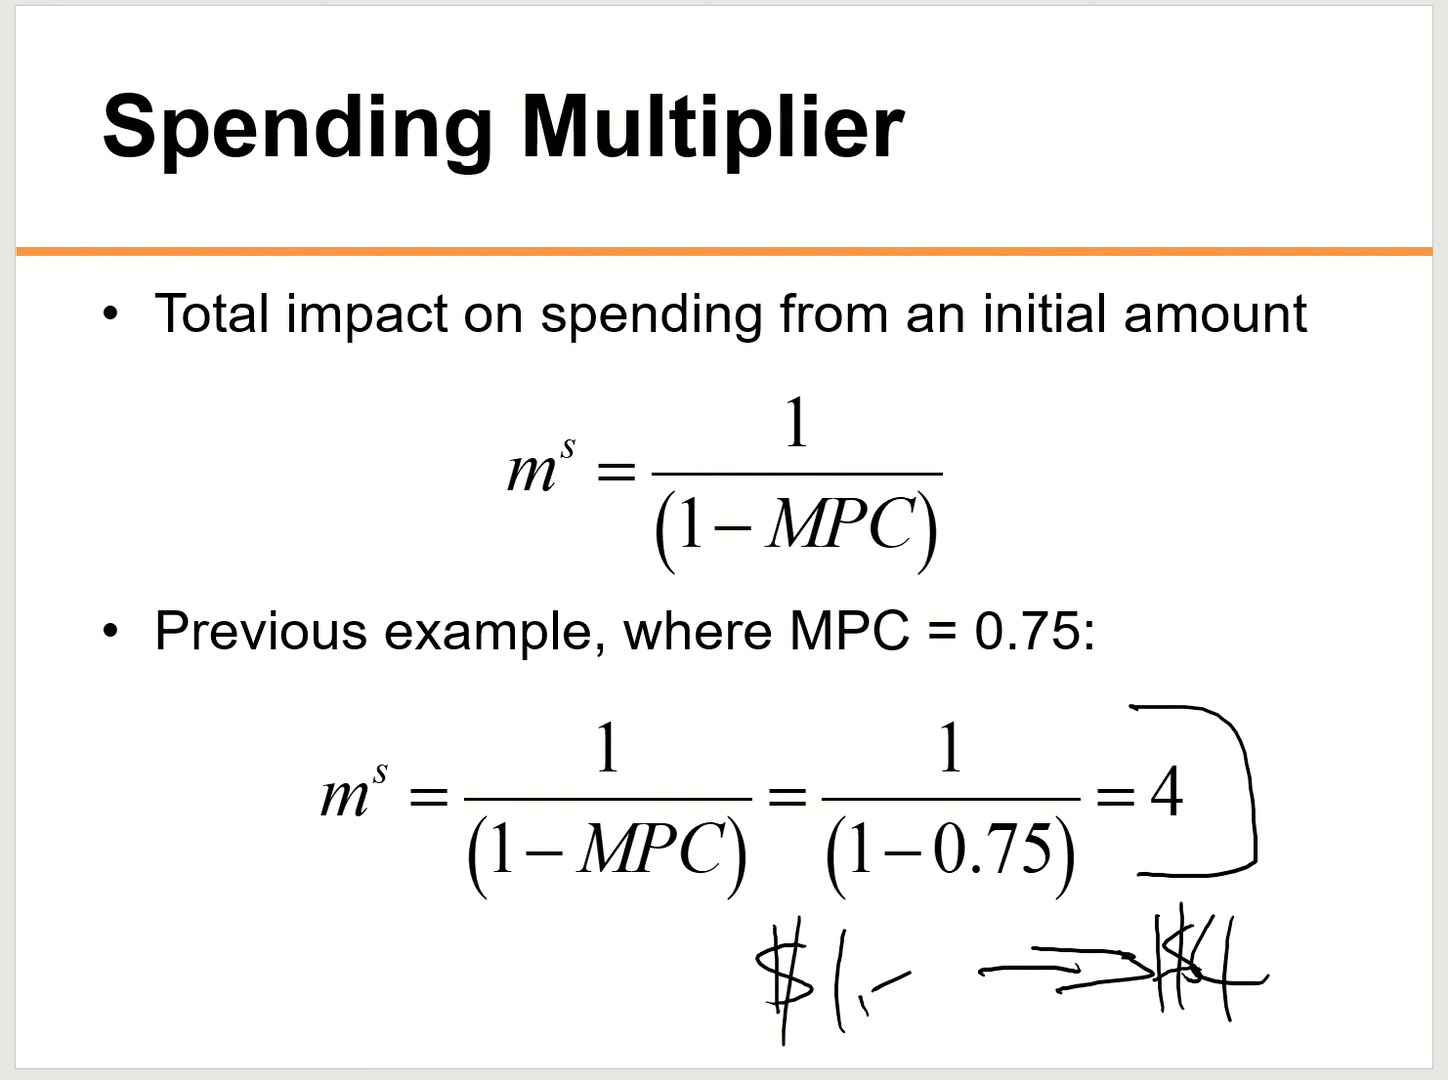 Spending Multiplier
• Total impact on spending from an initial amount
m^s = 1 / (1 − MPC)
• Previous example, where MPC = 0.75:
m^s = 1 / (1 − MPC) = 1 / (1 − 0.75) = 4
$1,- → $4